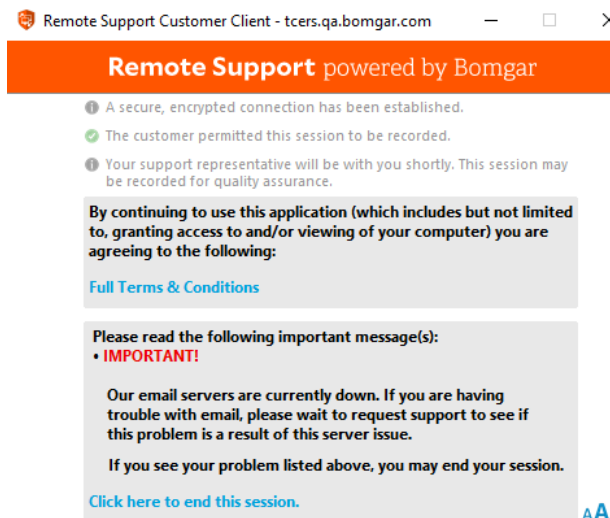 Remote Support Customer Client - tcers.qa.bomgar.com
Remote Support powered by Bomgar
A secure, encrypted connection has been established.
The customer permitted this session to be recorded.
Your support representative will be with you shortly. This session may
be recorded for quality assurance.
By continuing to use this application (which includes but not limited
to, granting access to and/or viewing of your computer) you are
agreeing to the following:
Full Terms & Conditions
Please read the following important message(s):
• IMPORTANT!
Our email servers are currently down. If you are having
trouble with email, please wait to request support to see if
this problem is a result of this server issue.
If you see your problem listed above, you may end your session.
Click here to end this session.
AA